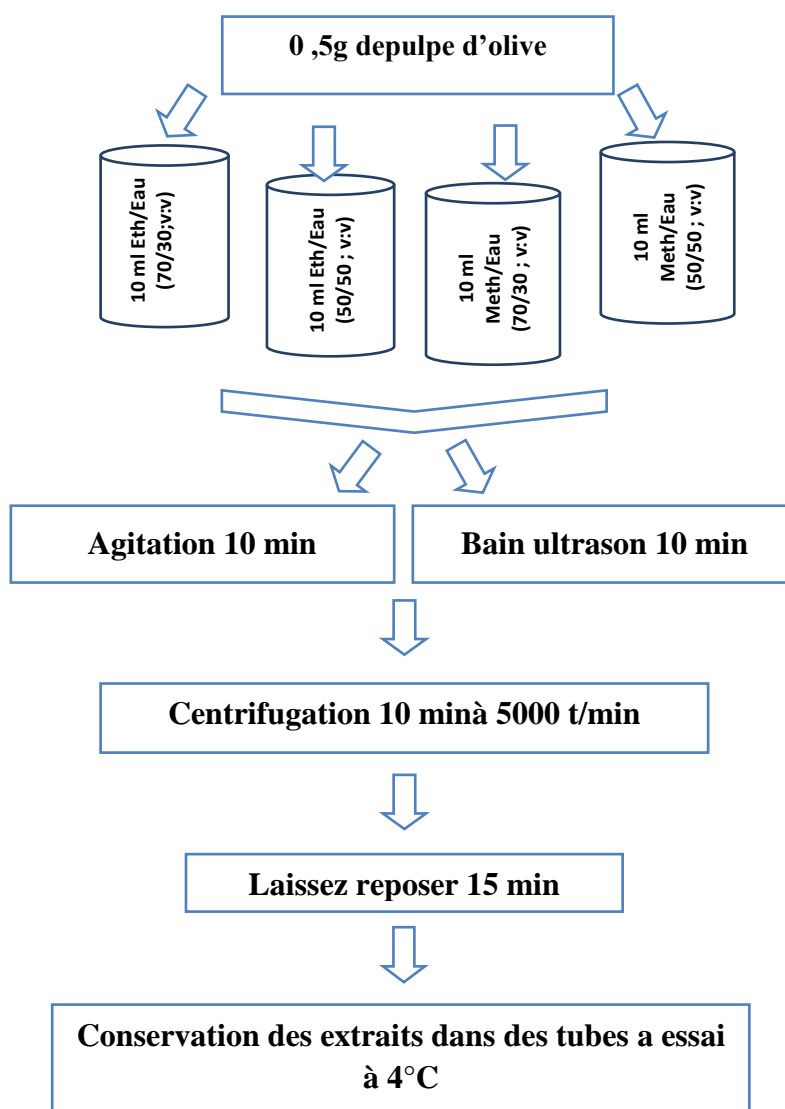 0 ,5g depulpe d’olive
10 ml Eth/Eau
(70/30;v:v)
10 ml Eth/Eau
(50/50 ; v:v)
10 ml
Meth/Eau
(70/30 ; v:v)
10 ml
Meth/Eau
(50/50 ; v:v)
Agitation 10 min
Bain ultrason 10 min
Centrifugation 10 minà 5000 t/min
Laissez reposer 15 min
Conservation des extraits dans des tubes a essai
à 4°C